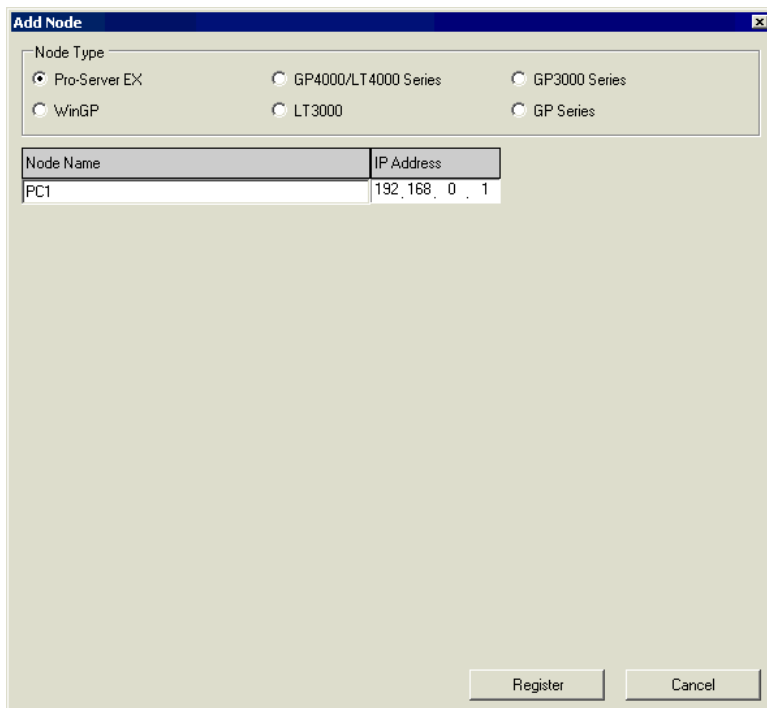 Add Node
Node Type
Pro-Server EX GP4000/LT4000 Series GP3000 Series
WinGP LT3000 GP Series
Node Name IP Address
PC1 192.168. 0 . 1
Register Cancel